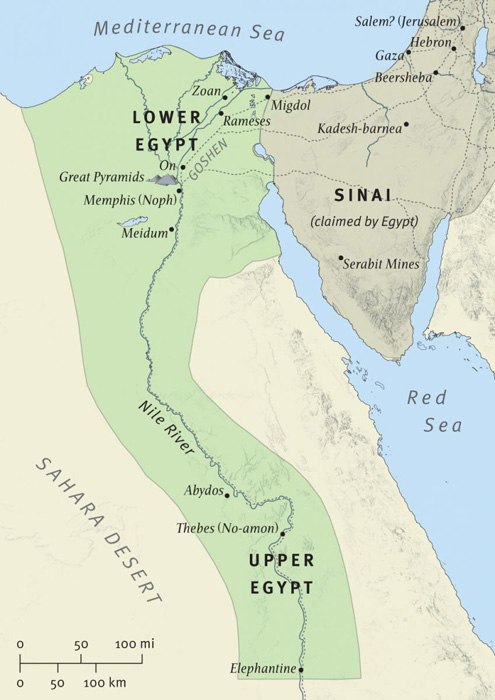 Mediterranean Sea
Salem? (Jerusalem)
Hebron
Gaza
Beersheba
Zoan
Migdol
Rameses
LOWER
EGYPT
Kadesh-barnea
On
GOSHEN
Great Pyramids
Memphis (Noph)
SINAI
(claimed by Egypt)
Meidum
Serabit Mines
Red
Sea
Nile River
SAHARA DESERT
Abydos
Thebes (No-amon)
UPPER
EGYPT
Elephantine
0 50 100 mi
0 50 100 km